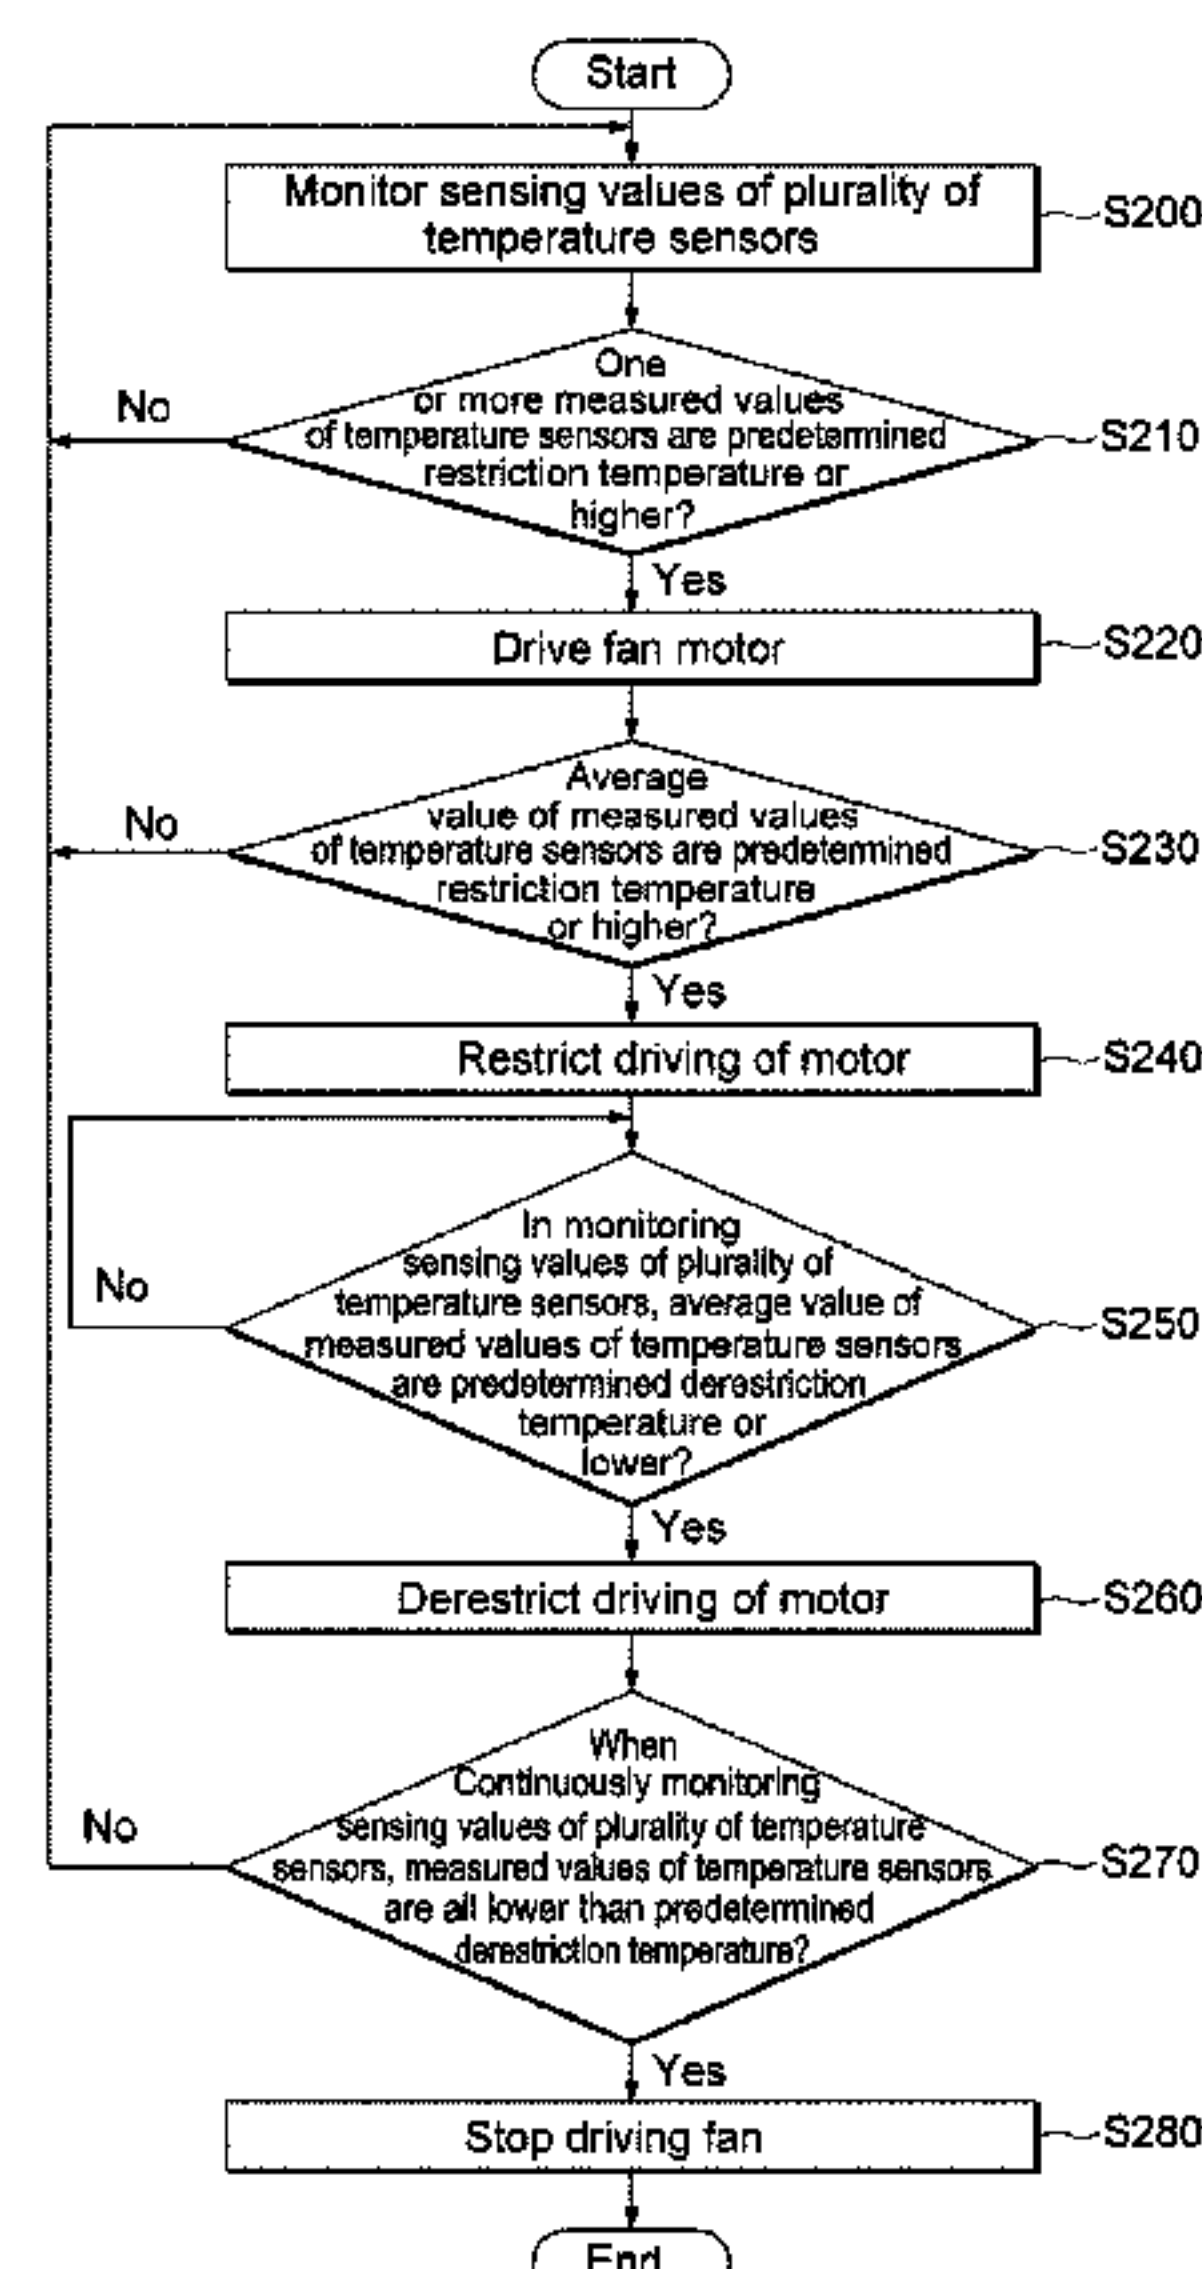 Start
Monitor sensing values of plurality of
temperature sensors
S200
One
or more measured values
of temperature sensors are predetermined
restriction temperature or
higher?
No
S210
Yes
Drive fan motor
S220
Average
value of measured values
of temperature sensors are predetermined
restriction temperature
or higher?
No
S230
Yes
Restrict driving of motor
S240
In monitoring
sensing values of plurality of
temperature sensors, average value of
measured values of temperature sensors
are predetermined derestriction
temperature or
lower?
No
S250
Yes
Derestrict driving of motor
S260
When
Continuously monitoring
sensing values of plurality of temperature
sensors, measured values of temperature sensors
are all lower than predetermined
derestriction temperature?
No
S270
Yes
Stop driving fan
S280
End